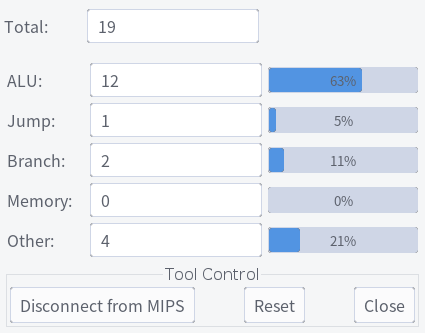 Total: 19
ALU: 12 63%
Jump: 1 5%
Branch: 2 11%
Memory: 0 0%
Other: 4 21%
Tool Control
Disconnect from MIPS Reset Close